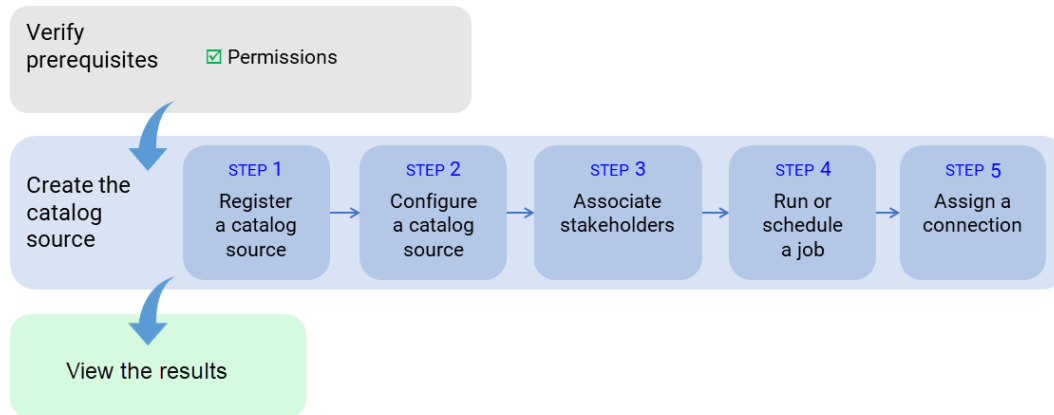 Verify
prerequisites
Permissions
Create the
catalog
source
STEP 1
Register
a catalog
source
STEP 2
Configure
a catalog
source
STEP 3
Associate
stakeholders
STEP 4
Run or
schedule
a job
STEP 5
Assign a
connection
View the results